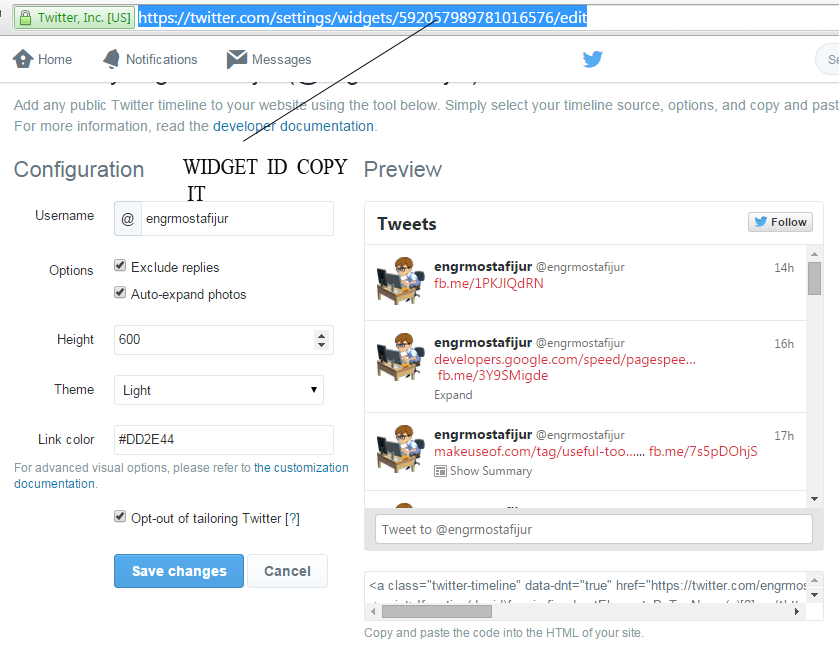 Twitter, Inc. [US] https://twitter.com/settings/widgets/592057989781016576/edit
Home Notifications Messages
Add any public Twitter timeline to your website using the tool below. Simply select your timeline source, options, and copy and past
For more information, read the developer documentation.
Configuration
WIDGET ID COPY
IT
Username @ engrmostafijur
Options Exclude replies
Auto-expand photos
Height 600
Theme Light
Link color #DD2E44
For advanced visual options, please refer to the customization
documentation.
Opt-out of tailoring Twitter [?]
Save changes Cancel
Preview
Tweets Follow
engrmostafijur @engrmostafijur 14h
fb.me/1PKJlQdRN
engrmostafijur @engrmostafijur 16h
developers.google.com/speed/pagespee…
fb.me/3Y9SMigde
Expand
engrmostafijur @engrmostafijur 17h
makeuseof.com/tag/useful-too…... fb.me/7s5pDOhjS
Show Summary
Tweet to @engrmostafijur
<a class="twitter-timeline" data-dnt="true" href="https://twitter.com/engrmos
Copy and paste the code into the HTML of your site.